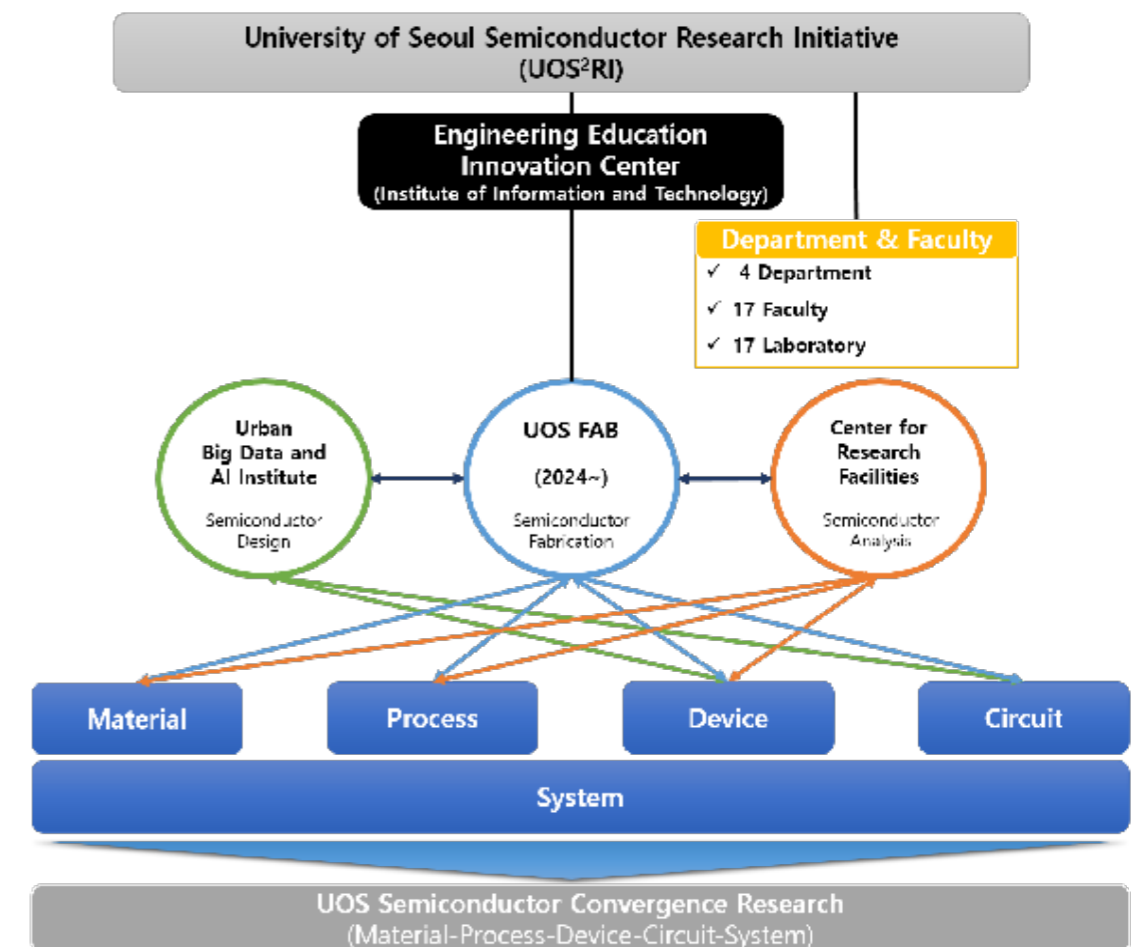 University of Seoul Semiconductor Research Initiative
(UOS²RI)
Engineering Education
Innovation Center
(Institute of Information and Technology)
Department & Faculty
✓ 4 Department
✓ 17 Faculty
✓ 17 Laboratory
Urban
Big Data and
AI Institute
Semiconductor
Design
UOS FAB
(2024~)
Semiconductor
Fabrication
Center for
Research
Facilities
Semiconductor
Analysis
Material
Process
Device
Circuit
System
UOS Semiconductor Convergence Research
(Material-Process-Device-Circuit-System)